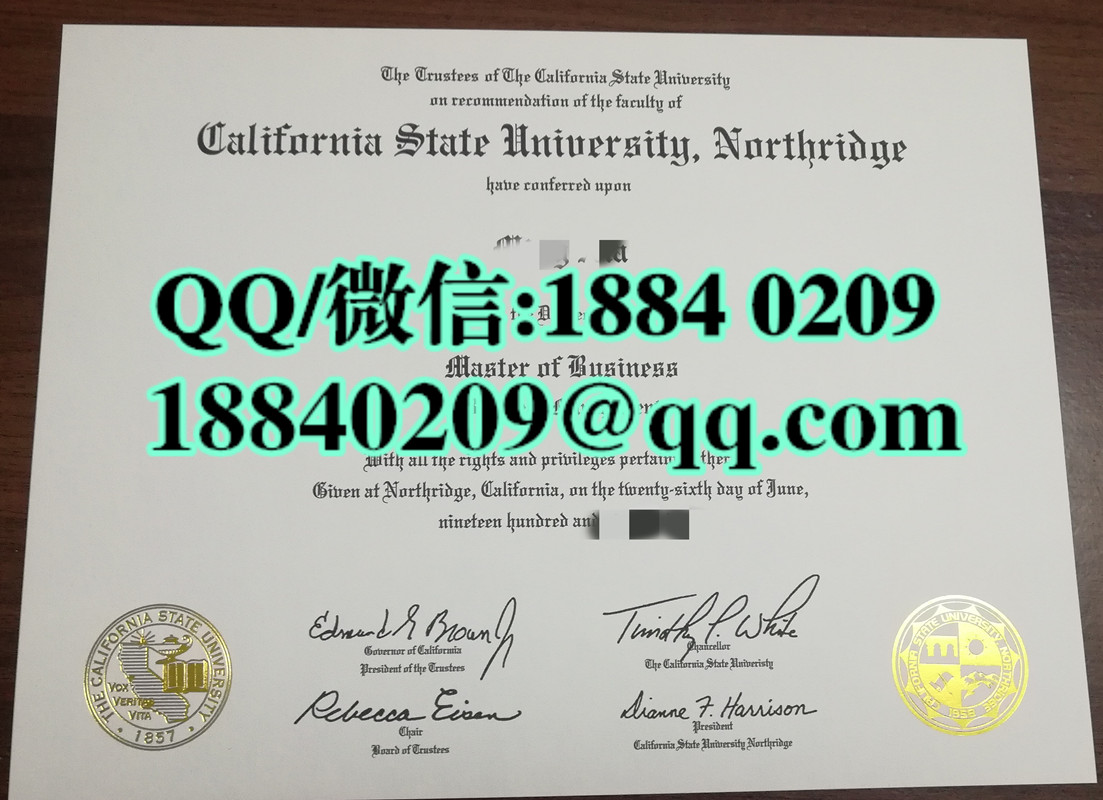 The Trustees of The California State University
on recommendation of the faculty of
California State University, Northridge
have conferred upon
QQ/微信:1884 0209
Master of Business
18840209@qq.com
With all the rights and privileges
Given at Northridge, California, on the twenty-sixth day of June,
nineteen hundred and
Edmund G Brown Jr
Governor of California
President of the Trustees
Timothy P. White
Chancellor
The California State Univeristy
Rebecca Eisen
Chair
Board of Trustees
Dianne F. Harrison
President
California State University Northridge
THE CALIFORNIA STATE UNIVERSITY
VOX
VERITAS
VITA
1857
CALIFORNIA STATE UNIVERSITY NORTHRIDGE
1958